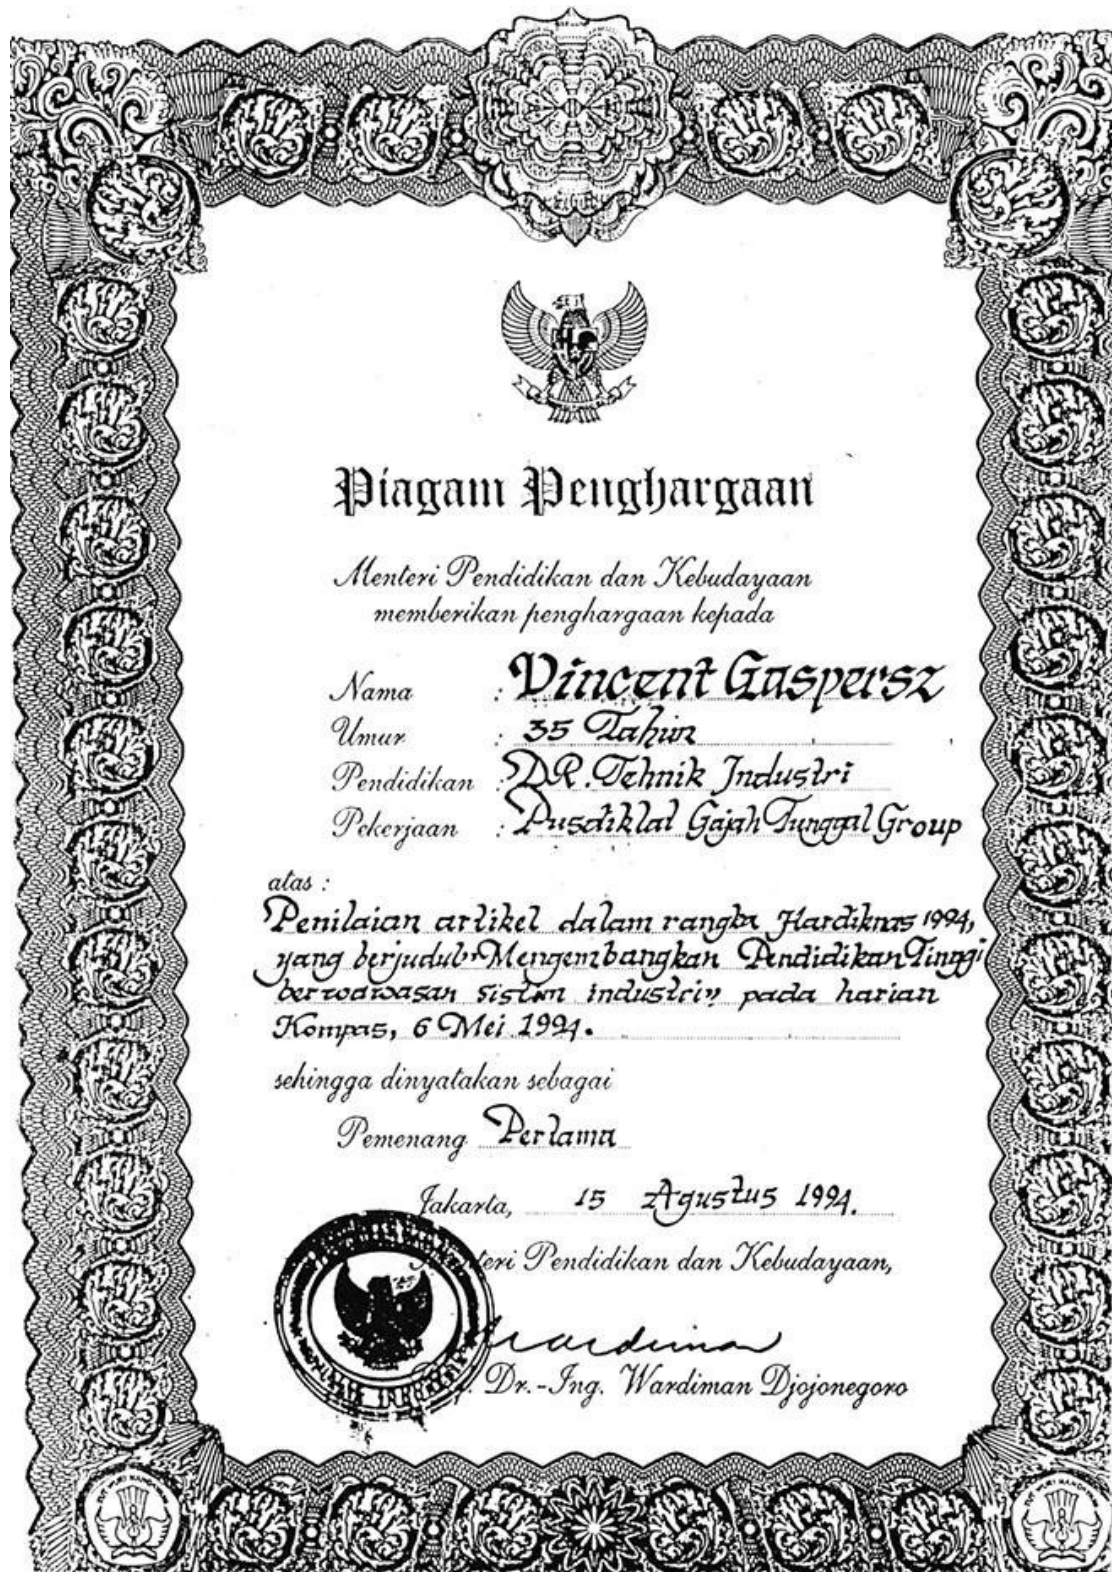 Piagam Penghargaan
Menteri Pendidikan dan Kebudayaan
memberikan penghargaan kepada
Nama : Vincent Gaspersz
Umur : 35 Tahun
Pendidikan : DR. Tehnik Industri
Pekerjaan : Pusdiklat Gajah Tunggal Group
atas :
Penilaian artikel dalam rangka Hardiknas 1994,
yang berjudul "Mengembangkan Pendidikan Tinggi
berwawasan sistem industri" pada harian
Kompas, 6 Mei 1994.
sehingga dinyatakan sebagai
Pemenang Pertama
Jakarta, 15 Agustus 1994.
Menteri Pendidikan dan Kebudayaan,
Wardiman
Dr.-Ing. Wardiman Djojonegoro